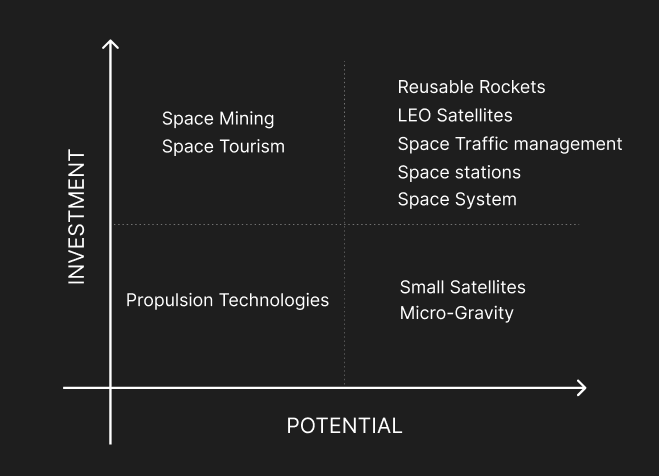 Space Mining
Space Tourism
Reusable Rockets
LEO Satellites
Space Traffic management
Space stations
Space System
INVESTMENT
Propulsion Technologies
Small Satellites
Micro-Gravity
POTENTIAL